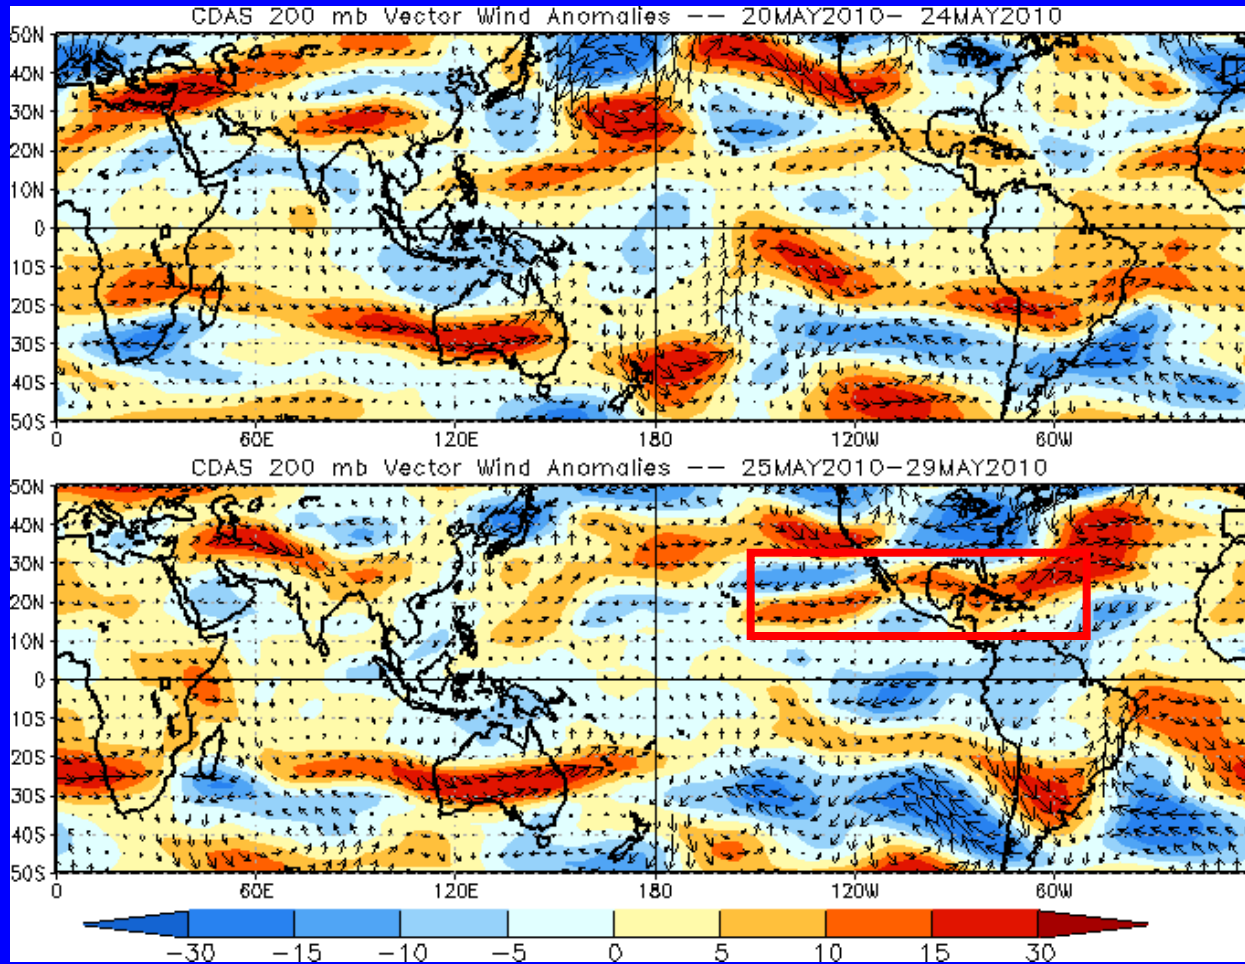 CDAS 200 mb Vector Wind Anomalies -- 20MAY2010- 24MAY2010
50N
40N
30N
20N
10N
0
10S
20S
30S
40S
50S
0 60E 120E 180 120W 60W
CDAS 200 mb Vector Wind Anomalies -- 25MAY2010-29MAY2010
50N
40N
30N
20N
10N
0
10S
20S
30S
40S
50S
0 60E 120E 180 120W 60W
-30 -15 -10 -5 0 5 10 15 30